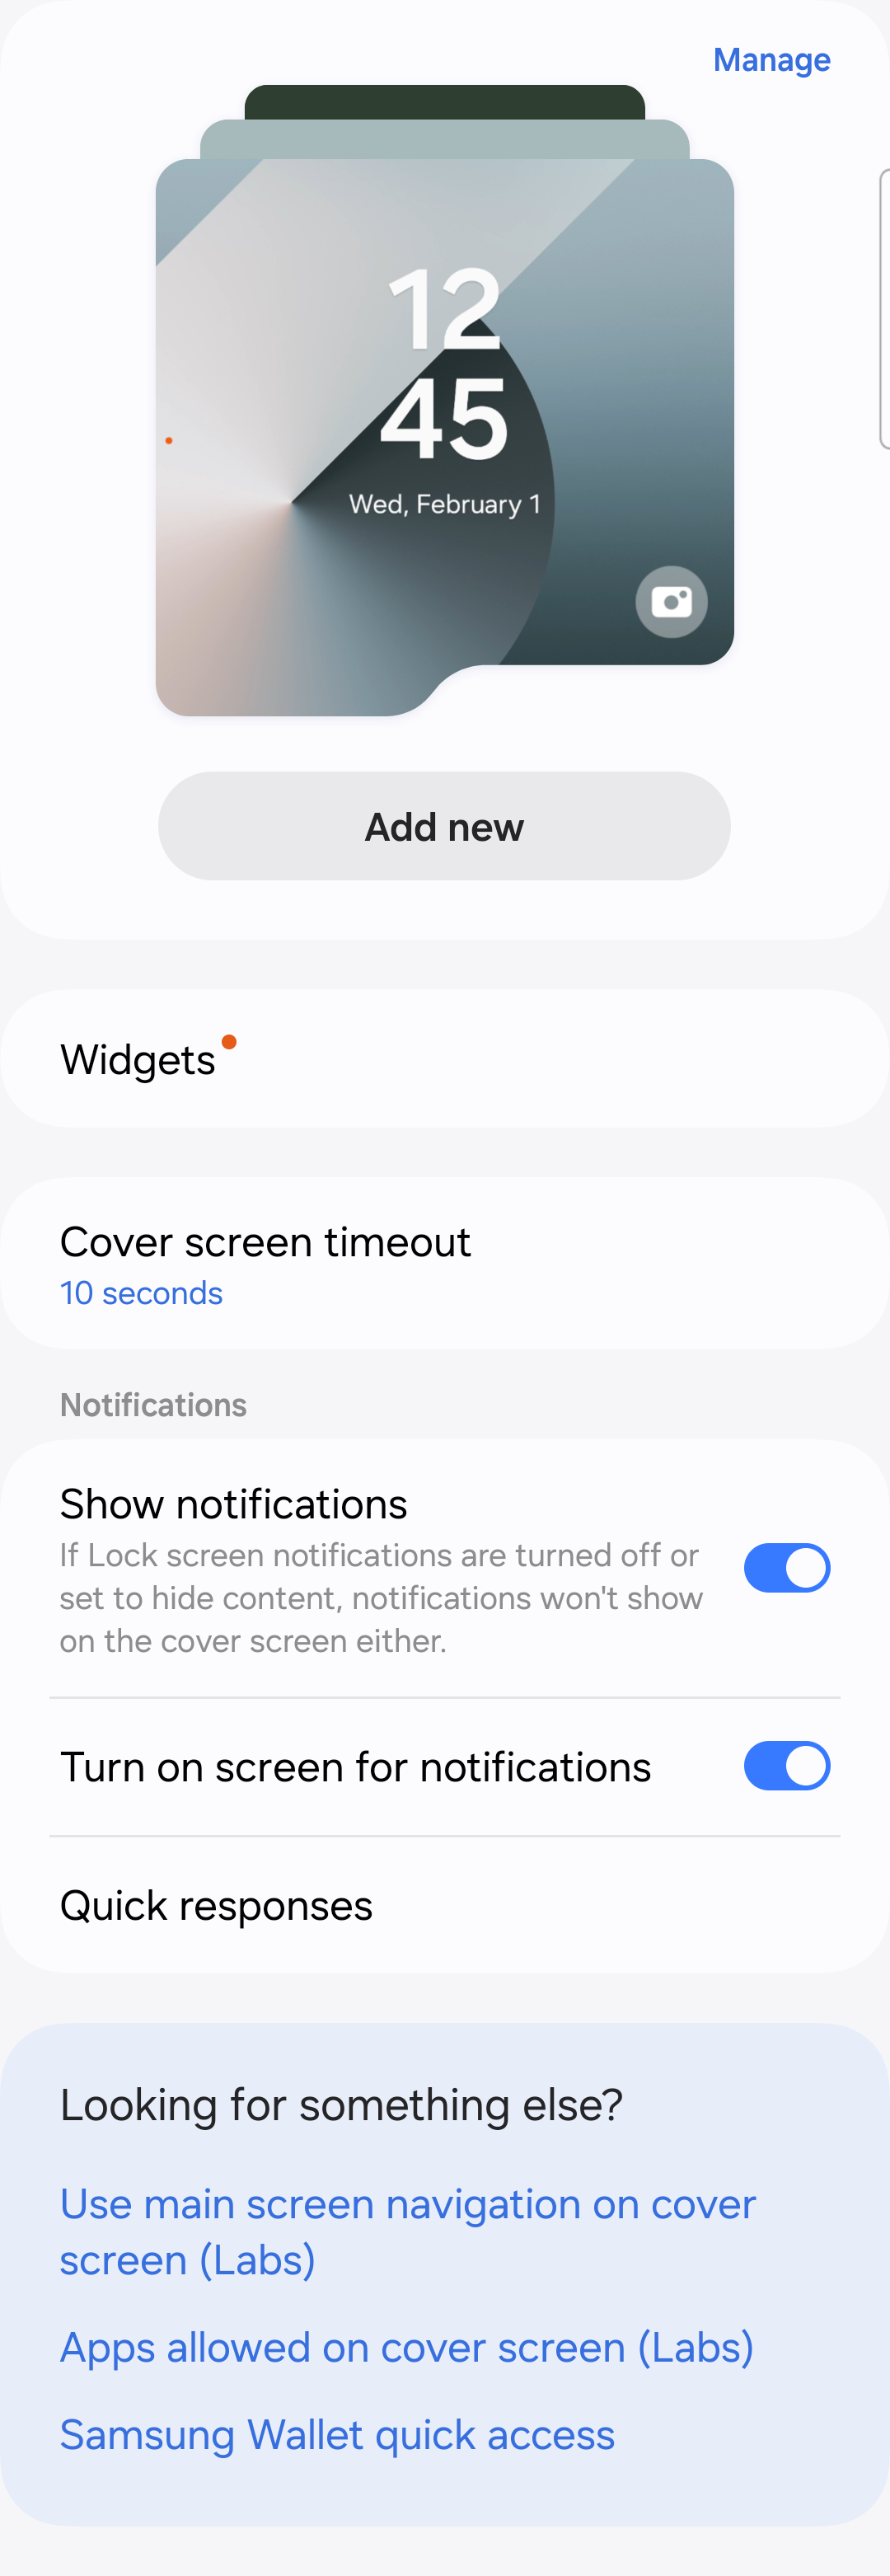 Manage
12
45
Wed, February 1
Add new
Widgets
Cover screen timeout
10 seconds
Notifications
Show notifications
If Lock screen notifications are turned off or
set to hide content, notifications won't show
on the cover screen either.
Turn on screen for notifications
Quick responses
Looking for something else?
Use main screen navigation on cover
screen (Labs)
Apps allowed on cover screen (Labs)
Samsung Wallet quick access